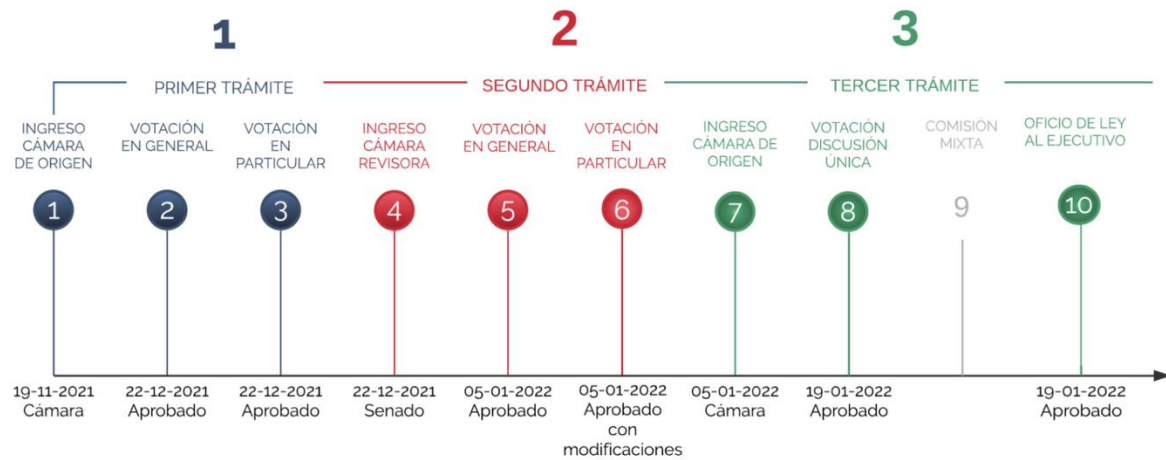 1
2
3
PRIMER TRÁMITE
SEGUNDO TRÁMITE
TERCER TRÁMITE
INGRESO
CÁMARA
DE ORIGEN
VOTACIÓN
EN GENERAL
VOTACIÓN
EN
PARTICULAR
INGRESO
CÁMARA
REVISORA
VOTACIÓN
EN GENERAL
VOTACIÓN
EN
PARTICULAR
INGRESO
CÁMARA DE
ORIGEN
VOTACIÓN
DISCUSIÓN
ÚNICA
COMISIÓN
MIXTA
OFICIO DE LEY
AL EJECUTIVO
1
2
3
4
5
6
7
8
9
10
19-11-2021
Cámara
22-12-2021
Aprobado
22-12-2021
Aprobado
22-12-2021
Senado
05-01-2022
Aprobado
05-01-2022
Aprobado
con
modificaciones
05-01-2022
Cámara
19-01-2022
Aprobado
19-01-2022
Aprobado